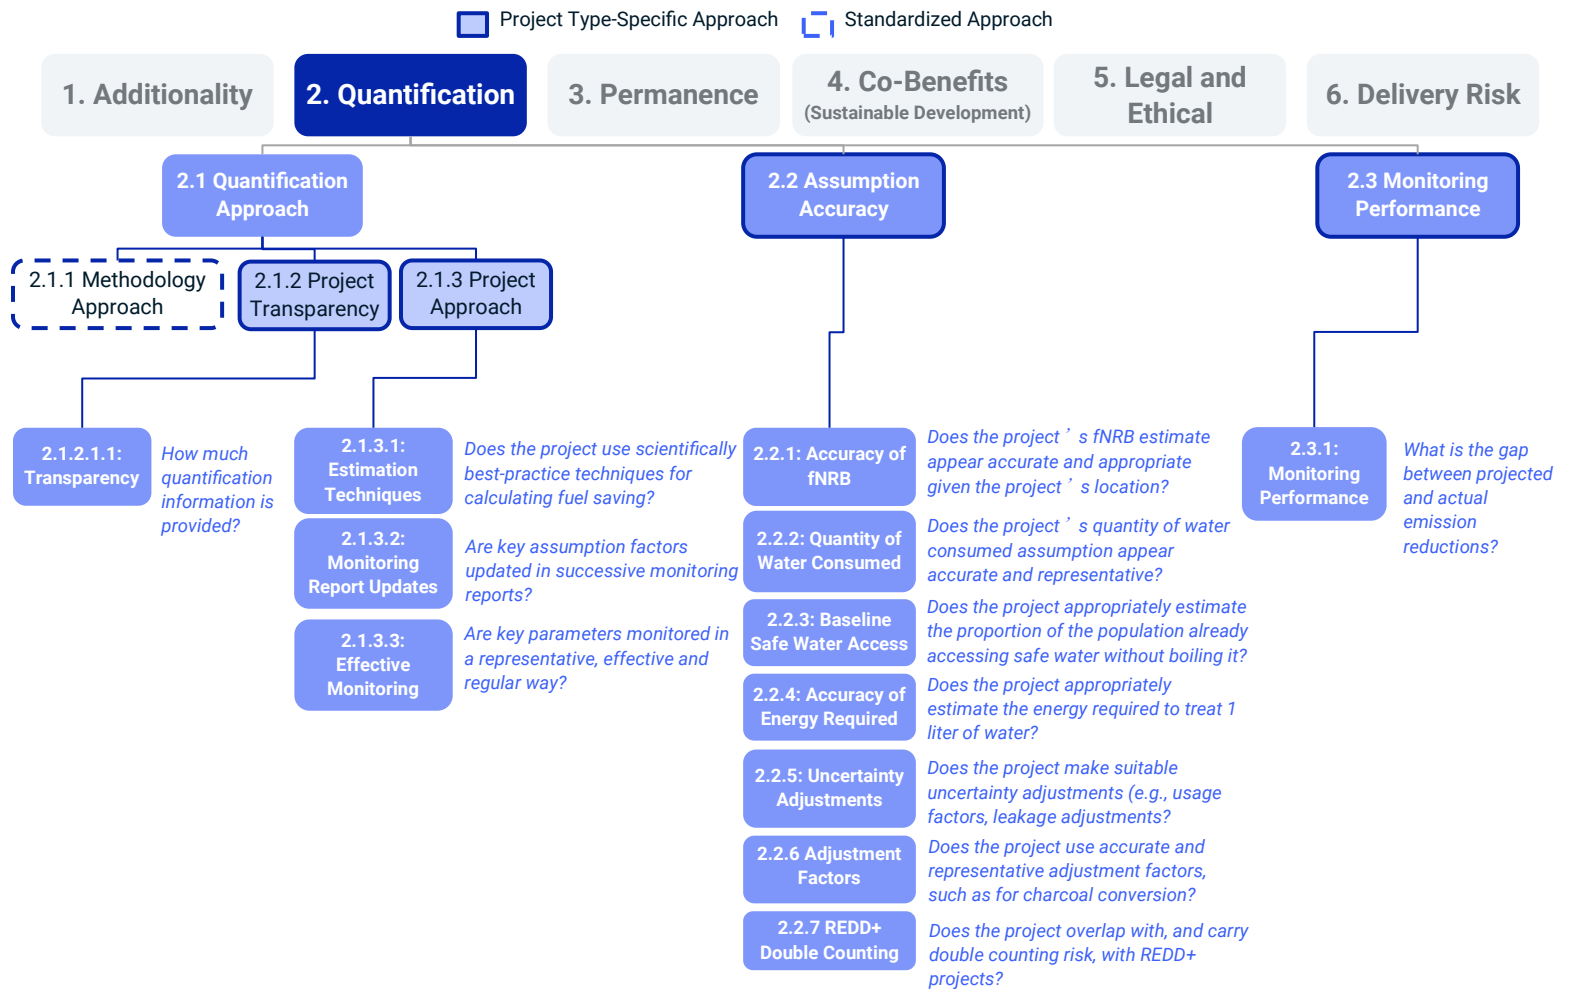 Project Type-Specific Approach
Standardized Approach
1. Additionality
2. Quantification
3. Permanence
4. Co-Benefits
(Sustainable Development)
5. Legal and
Ethical
6. Delivery Risk
2.1 Quantification
Approach
2.2 Assumption
Accuracy
2.3 Monitoring
Performance
2.1.1 Methodology
Approach
2.1.2 Project
Transparency
2.1.3 Project
Approach
2.1.2.1.1:
Transparency
How much
quantification
information is
provided?
2.1.3.1:
Estimation
Techniques
Does the project use scientifically
best-practice techniques for
calculating fuel saving?
2.1.3.2:
Monitoring
Report Updates
Are key assumption factors
updated in successive monitoring
reports?
2.1.3.3:
Effective
Monitoring
Are key parameters monitored in
a representative, effective and
regular way?
2.2.1: Accuracy of
fNRB
Does the project’s fNRB estimate
appear accurate and appropriate
given the project’s location?
2.2.2: Quantity of
Water Consumed
Does the project’s quantity of water
consumed assumption appear
accurate and representative?
2.2.3: Baseline
Safe Water Access
Does the project appropriately estimate
the proportion of the population already
accessing safe water without boiling it?
2.2.4: Accuracy of
Energy Required
Does the project appropriately
estimate the energy required to treat 1
liter of water?
2.2.5: Uncertainty
Adjustments
Does the project make suitable
uncertainty adjustments (e.g., usage
factors, leakage adjustments?
2.2.6 Adjustment
Factors
Does the project use accurate and
representative adjustment factors,
such as for charcoal conversion?
2.2.7 REDD+
Double Counting
Does the project overlap with, and carry
double counting risk, with REDD+
projects?
2.3.1:
Monitoring
Performance
What is the gap
between projected
and actual
emission
reductions?